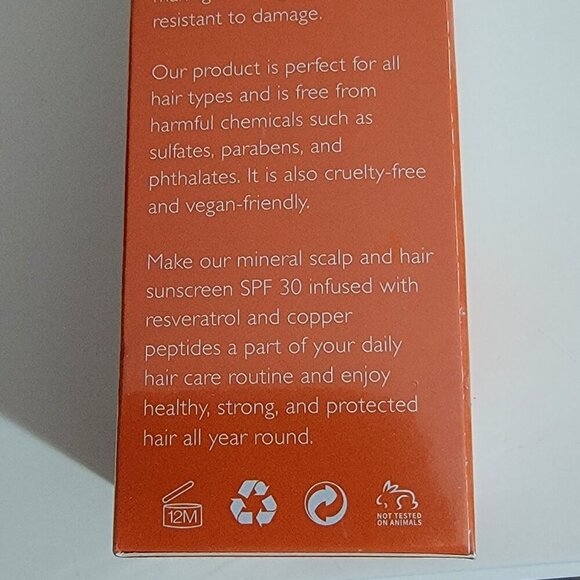 resistant to damage.
Our product is perfect for all
hair types and is free from
harmful chemicals such as
sulfates, parabens, and
phthalates. It is also cruelty-free
and vegan-friendly.
Make our mineral scalp and hair
sunscreen SPF 30 infused with
resveratrol and copper
peptides a part of your daily
hair care routine and enjoy
healthy, strong, and protected
hair all year round.
12M
NOT TESTED
ON ANIMALS